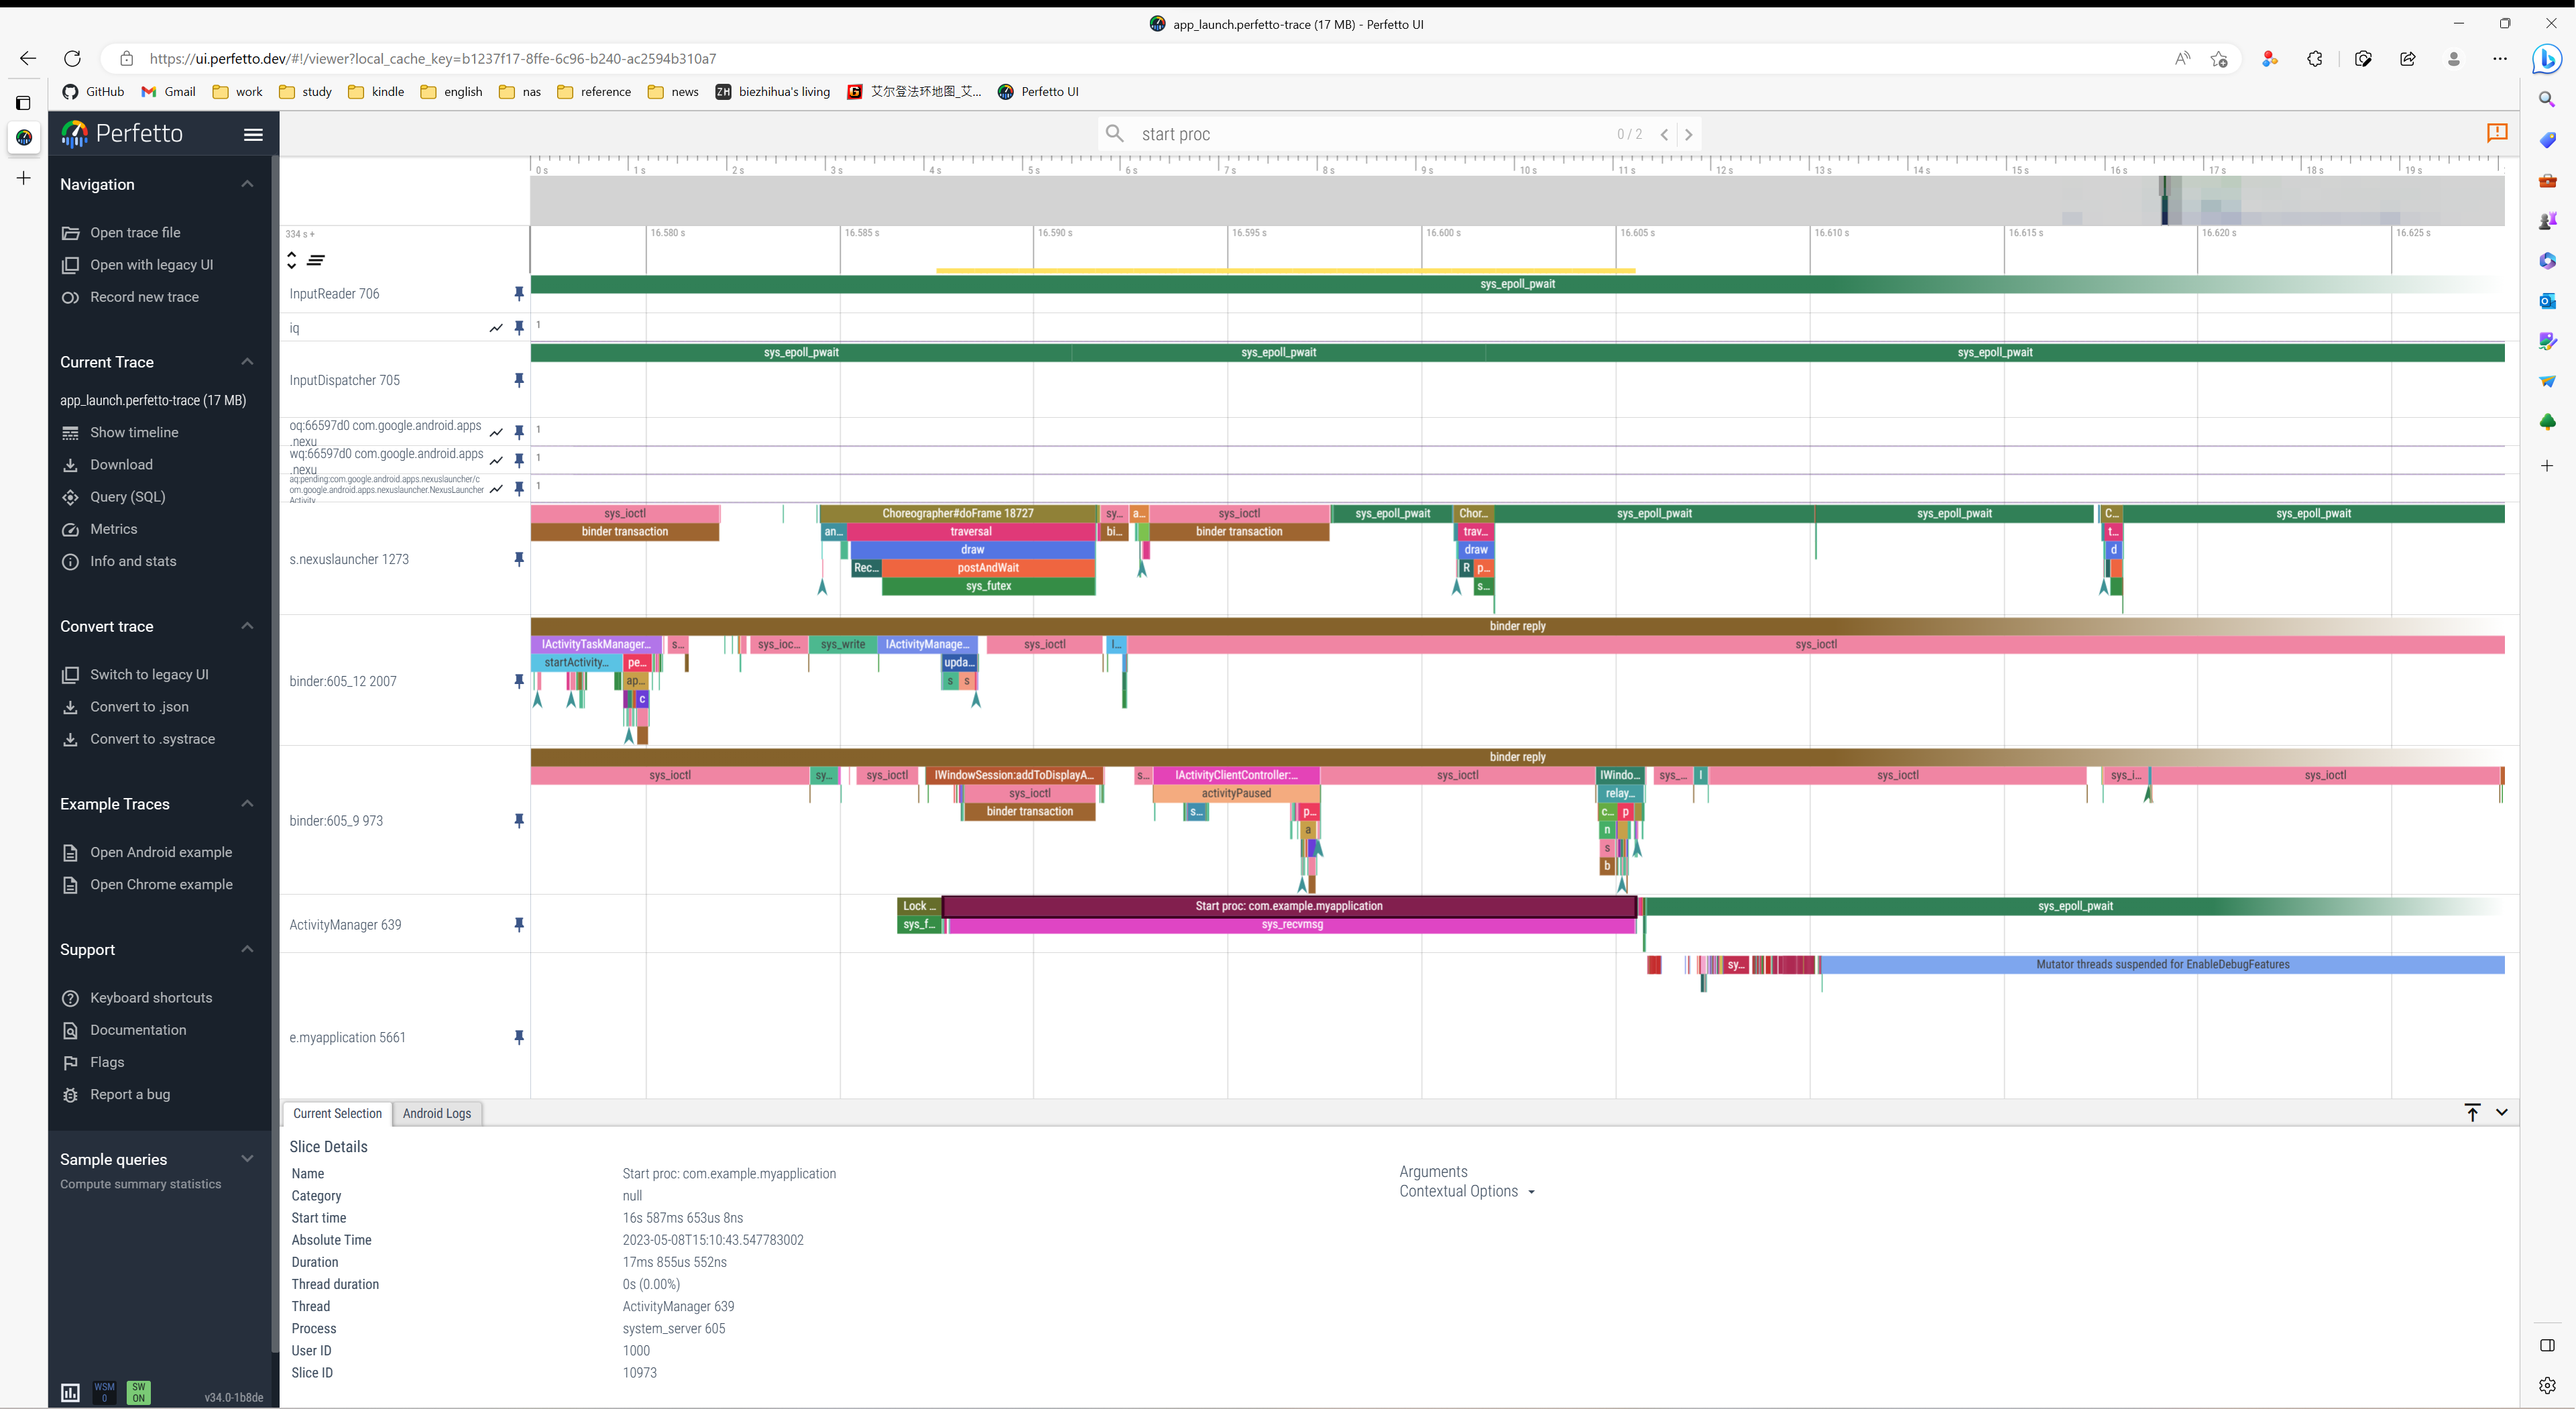 app_launch.perfetto-trace (17 MB) - Perfetto UI
https://ui.perfetto.dev/#!/viewer?local_cache_key=b1237f17-8ffe-6c96-b240-ac2594b310a7
GitHub Gmail work study kindle english nas reference news ZH biezhihua's living 艾尔登法环地图_艾... Perfetto UI
Perfetto
start proc 0 / 2
Navigation
Open trace file
Open with legacy UI
Record new trace
Current Trace
app_launch.perfetto-trace (17 MB)
Show timeline
Download
Query (SQL)
Metrics
Info and stats
Convert trace
Switch to legacy UI
Convert to .json
Convert to .systrace
Example Traces
Open Android example
Open Chrome example
Support
Keyboard shortcuts
Documentation
Flags
Report a bug
Sample queries
Compute summary statistics
WSM 0 SW ON v34.0-1b8de
0 s 1 s 2 s 3 s 4 s 5 s 6 s 7 s 8 s 9 s 10 s 11 s 12 s 13 s 14 s 15 s 16 s 17 s 18 s 19 s
334 s + 16.580 s 16.585 s 16.590 s 16.595 s 16.600 s 16.605 s 16.610 s 16.615 s 16.620 s 16.625 s
InputReader 706
sys_epoll_pwait
iq 1
InputDispatcher 705
sys_epoll_pwait sys_epoll_pwait sys_epoll_pwait
oq:66597d0 com.google.android.apps
.nexu 1
wq:66597d0 com.google.android.apps
.nexu 1
aq:pending:com.google.android.apps.nexuslauncher/c
om.google.android.apps.nexuslauncher.NexusLauncher
Activity 1
s.nexuslauncher 1273
sys_ioctl Choreographer#doFrame 18727 sy... a... sys_ioctl sys_epoll_pwait Chor... sys_epoll_pwait sys_epoll_pwait C... sys_epoll_pwait
binder transaction an... traversal bi... binder transaction trav... t...
draw draw d
Rec... postAndWait R p...
sys_futex s...
binder:605_12 2007
binder reply
IActivityTaskManager... s... sys_ioc... sys_write IActivityManage... sys_ioctl I... sys_ioctl
startActivity... pe... upda...
ap... s s
c
binder:605_9 973
binder reply
sys_ioctl sy... sys_ioctl IWindowSession:addToDisplayA... s... IActivityClientController:... sys_ioctl IWindo... sys_... I sys_ioctl sys_i... sys_ioctl
sys_ioctl activityPaused relay...
binder transaction s... p... c... p
a n
s
b
ActivityManager 639
Lock ... Start proc: com.example.myapplication sys_epoll_pwait
sys_f... sys_recvmsg
e.myapplication 5661
sy... Mutator threads suspended for EnableDebugFeatures
Current Selection Android Logs
Slice Details
Name Start proc: com.example.myapplication
Category null
Start time 16s 587ms 653us 8ns
Absolute Time 2023-05-08T15:10:43.547783002
Duration 17ms 855us 552ns
Thread duration 0s (0.00%)
Thread ActivityManager 639
Process system_server 605
User ID 1000
Slice ID 10973
Arguments
Contextual Options